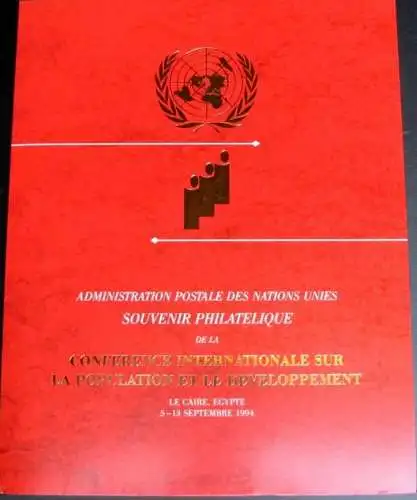 ADMINISTRATION POSTALE DES NATIONS UNIES
SOUVENIR PHILATELIQUE
DE LA
CONFERENCE INTERNATIONALE SUR
LA POPULATION ET LE DEVELOPPEMENT
LE CAIRE, EGYPTE
5-13 SEPTEMBRE 1994